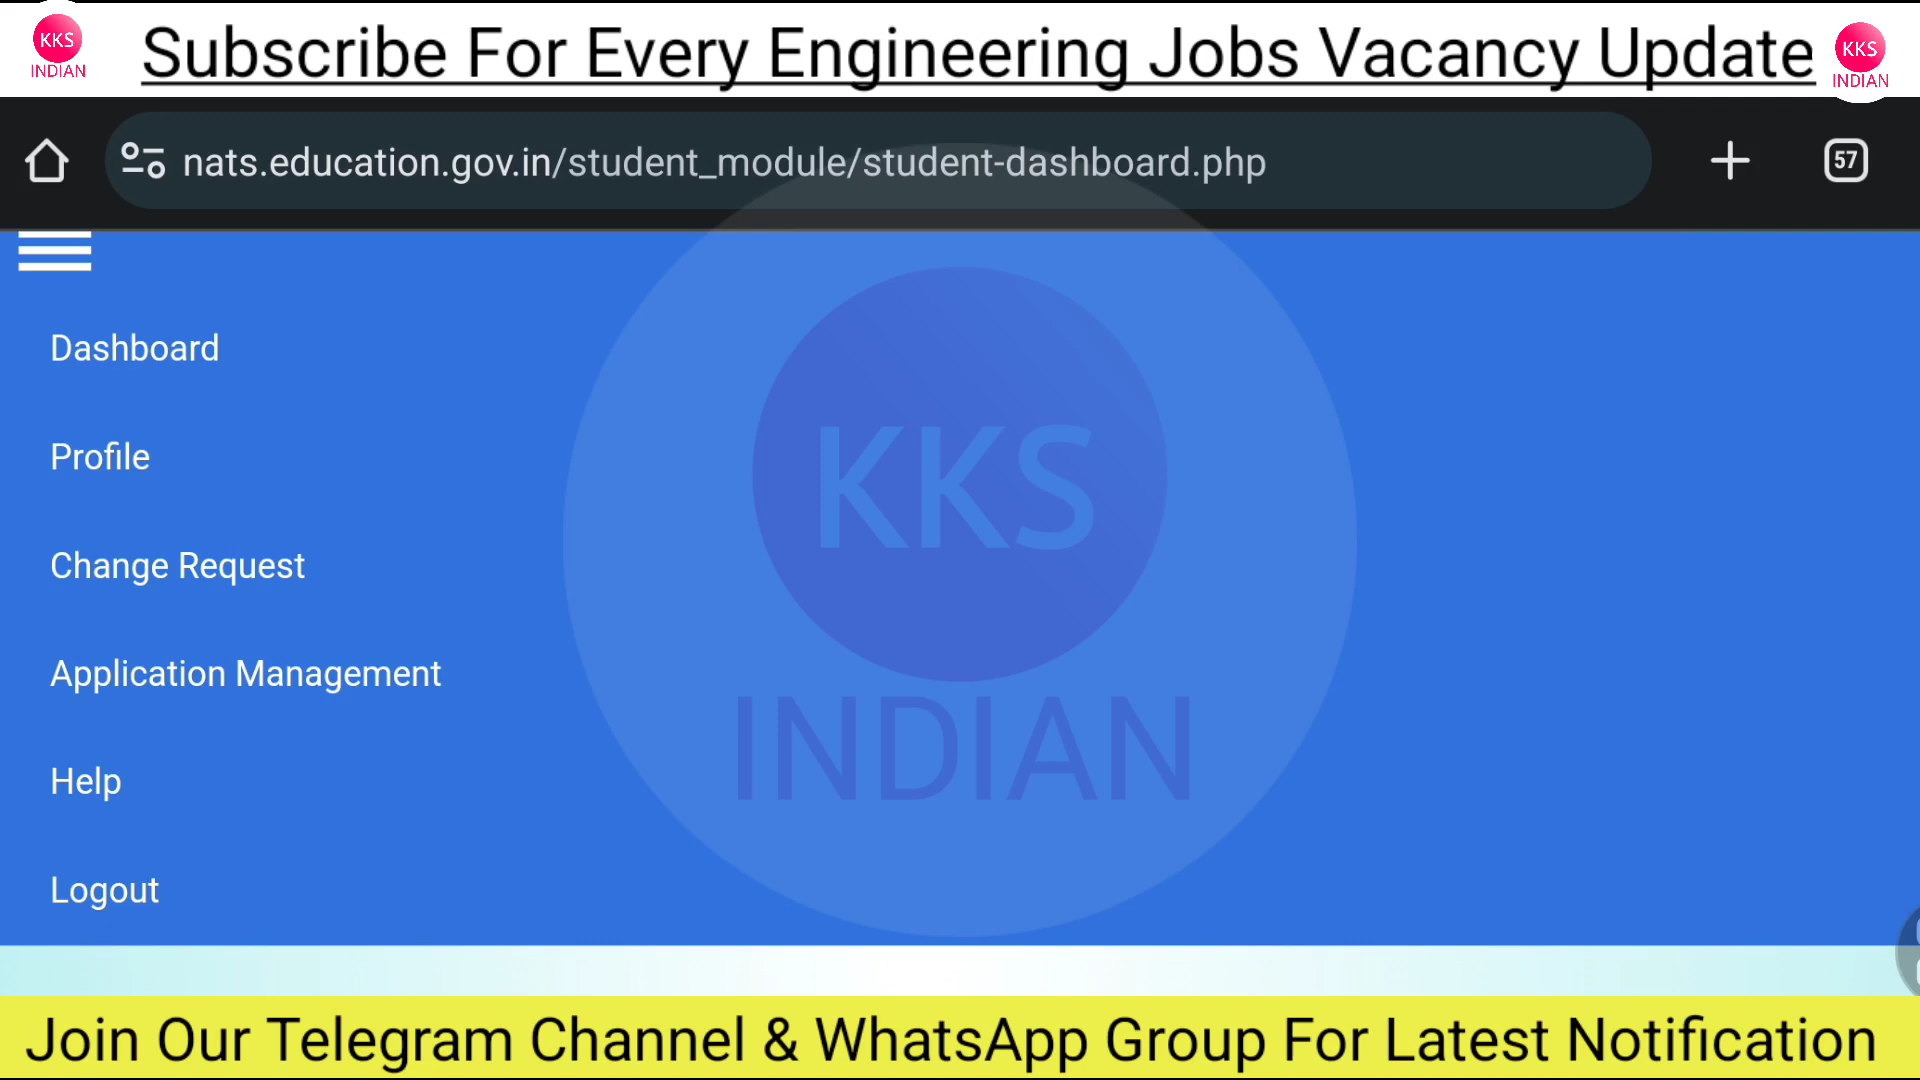 KKS
INDIAN
Subscribe For Every Engineering Jobs Vacancy Update
KKS
INDIAN
nats.education.gov.in/student_module/student-dashboard.php
57
Dashboard
Profile
Change Request
Application Management
Help
Logout
KKS
INDIAN
Join Our Telegram Channel & WhatsApp Group For Latest Notification